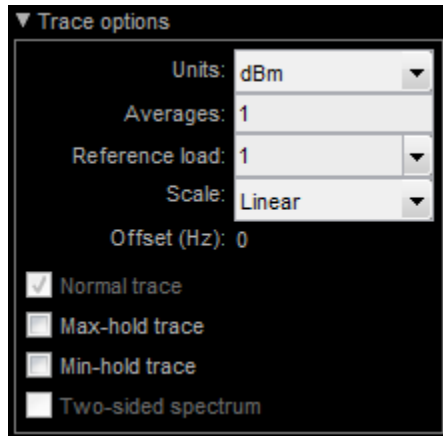 Trace options
Units: dBm
Averages: 1
Reference load: 1
Scale: Linear
Offset (Hz): 0
Normal trace
Max-hold trace
Min-hold trace
Two-sided spectrum